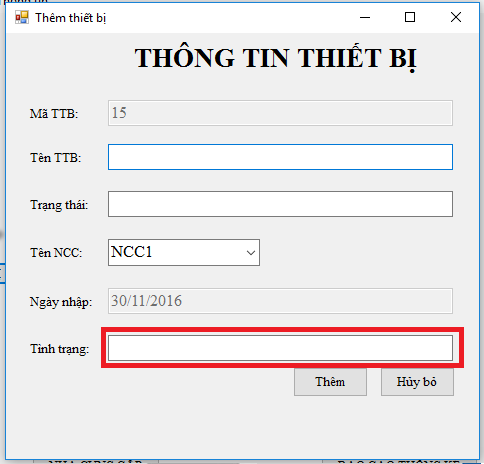 Thêm thiết bị
THÔNG TIN THIẾT BỊ
Mã TTB: 15
Tên TTB:
Trạng thái:
Tên NCC: NCC1
Ngày nhập: 30/11/2016
Tình trạng:
Thêm Hủy bỏ